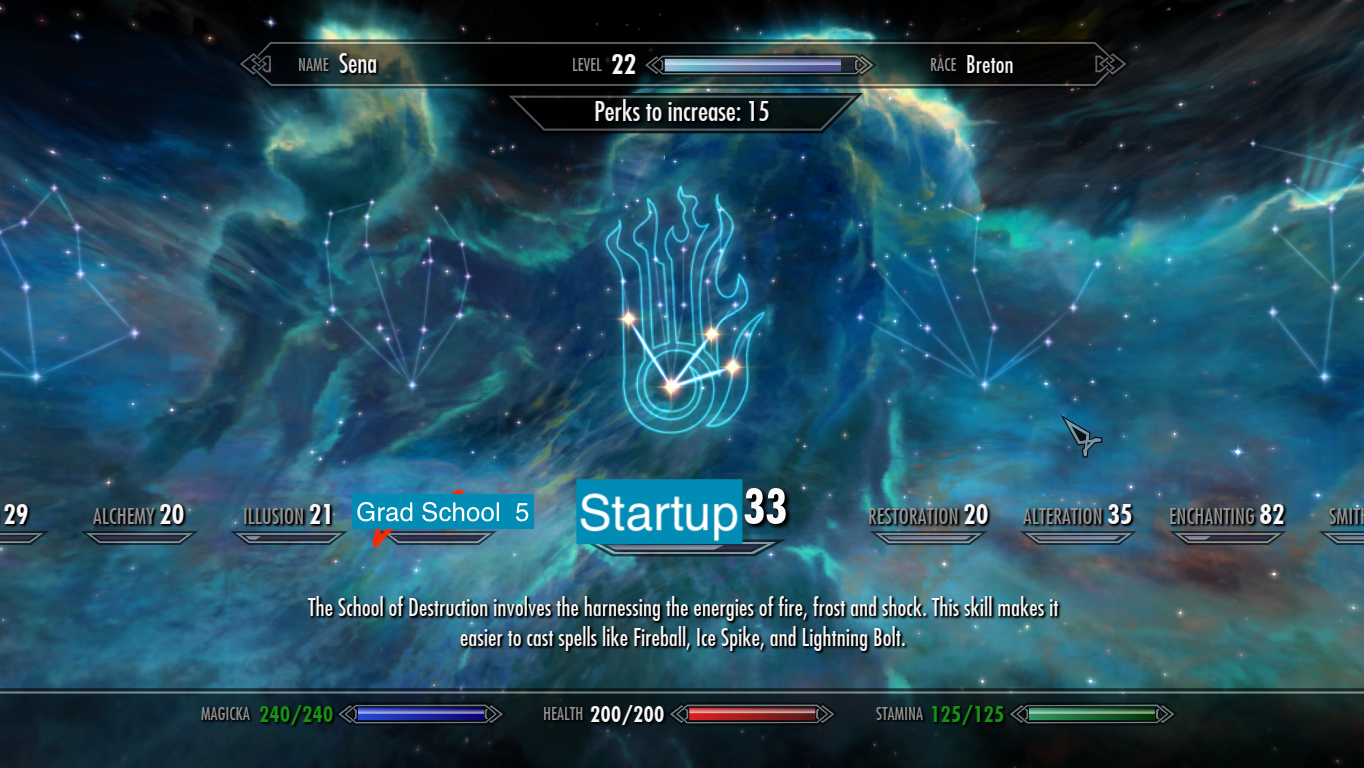 NAME Sena LEVEL 22 RACE Breton
Perks to increase: 15
29 ALCHEMY 20 ILLUSION 21 Grad School 5 Startup 33 RESTORATION 20 ALTERATION 35 ENCHANTING 82 SMITH
The School of Destruction involves the harnessing the energies of fire, frost and shock. This skill makes it
easier to cast spells like Fireball, Ice Spike, and Lightning Bolt.
MAGICKA 240/240 HEALTH 200/200 STAMINA 125/125